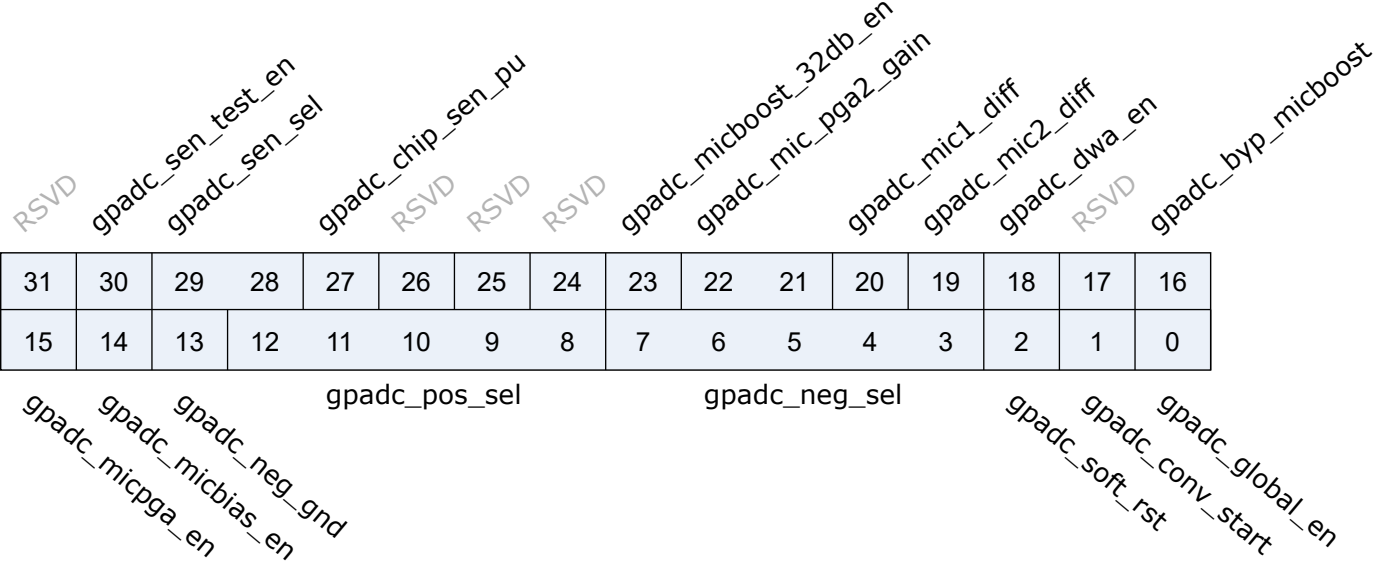 RSVD
gpadc_sen_test_en
gpadc_sen_sel
gpadc_chip_sen_pu
RSVD
RSVD
RSVD
gpadc_micboost_32db_en
gpadc_mic_pga2_gain
gpadc_mic1_diff
gpadc_mic2_diff
gpadc_dwa_en
RSVD
gpadc_byp_micboost
31 30 29 28 27 26 25 24 23 22 21 20 19 18 17 16
15 14 13 12 11 10 9 8 7 6 5 4 3 2 1 0
gpadc_micpga_en
gpadc_micbias_en
gpadc_neg_gnd
gpadc_pos_sel
gpadc_neg_sel
gpadc_soft_rst
gpadc_conv_start
gpadc_global_en